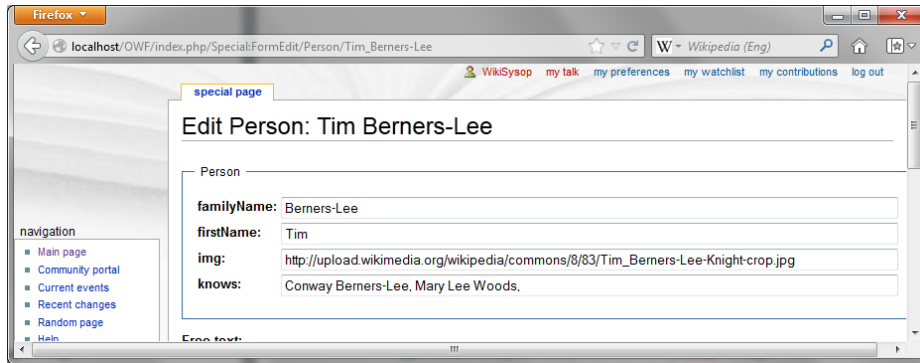 Firefox
localhost/OWF/index.php/Special:FormEdit/Person/Tim_Berners-Lee
W Wikipedia (Eng)
WikiSysop my talk my preferences my watchlist my contributions log out
special page
Edit Person: Tim Berners-Lee
Person
familyName: Berners-Lee
firstName: Tim
img: http://upload.wikimedia.org/wikipedia/commons/8/83/Tim_Berners-Lee-Knight-crop.jpg
knows: Conway Berners-Lee, Mary Lee Woods,
navigation
Main page
Community portal
Current events
Recent changes
Random page
Help
Free text: